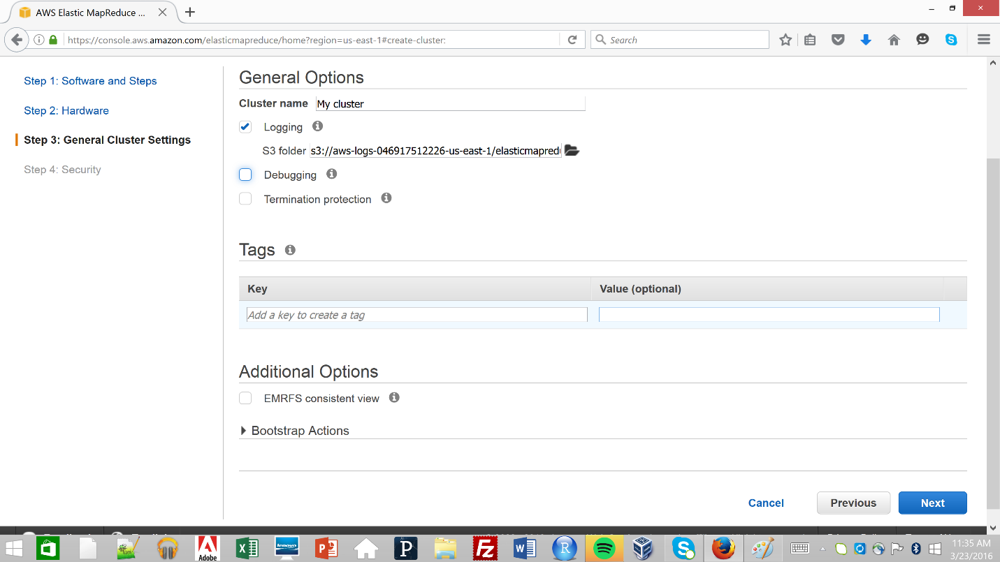 AWS Elastic MapReduce ...
https://console.aws.amazon.com/elasticmapreduce/home?region=us-east-1#create-cluster:
Search
Step 1: Software and Steps
Step 2: Hardware
Step 3: General Cluster Settings
Step 4: Security
General Options
Cluster name My cluster
Logging
S3 folder s3://aws-logs-046917512226-us-east-1/elasticmapred
Debugging
Termination protection
Tags
Key Value (optional)
Add a key to create a tag
Additional Options
EMRFS consistent view
Bootstrap Actions
Cancel Previous Next
Adobe
lenovo
11:35 AM
3/23/2016